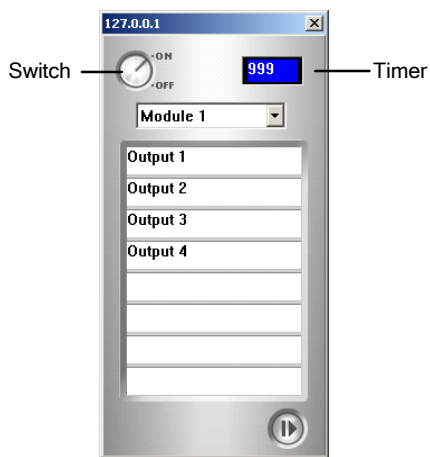 127.0.0.1
Switch
ON
OFF
999
Timer
Module 1
Output 1
Output 2
Output 3
Output 4